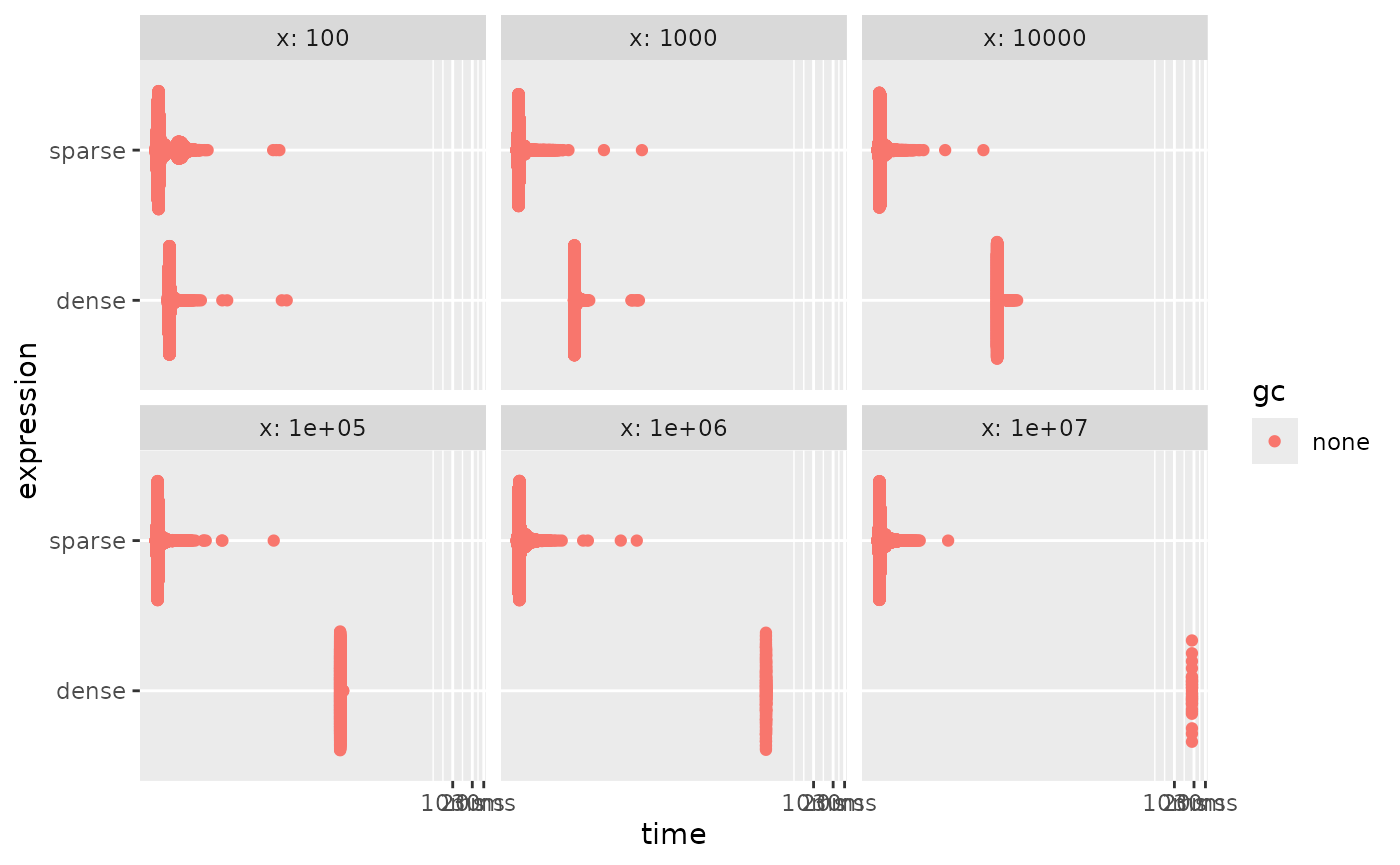 x: 100
x: 1000
x: 10000
sparse
dense
expression
gc
none
x: 1e+05
x: 1e+06
x: 1e+07
sparse
dense
time